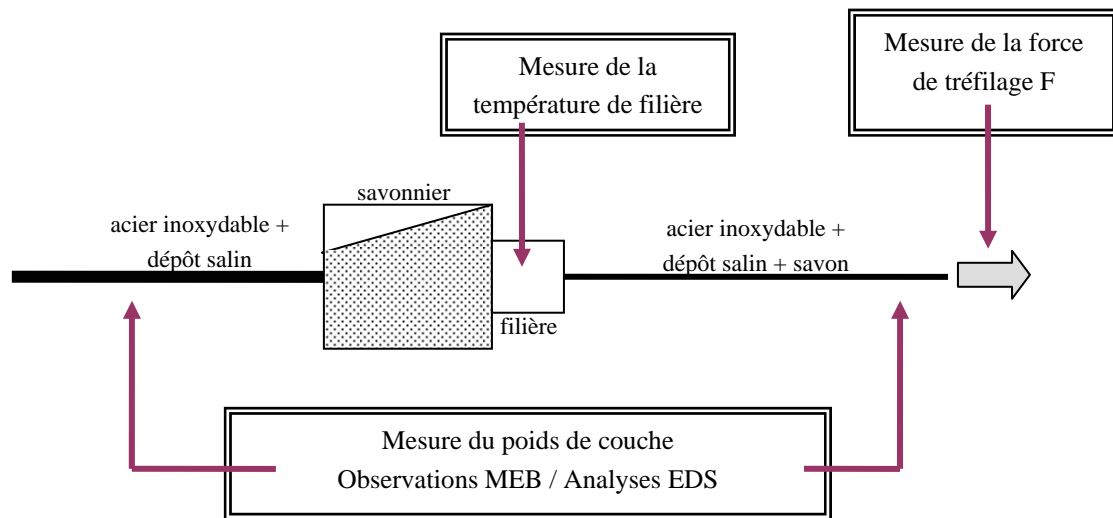 Mesure de la force
de tréfilage F
Mesure de la
température de filière
savonnier
acier inoxydable +
dépôt salin
acier inoxydable +
dépôt salin + savon
filière
Mesure du poids de couche
Observations MEB / Analyses EDS